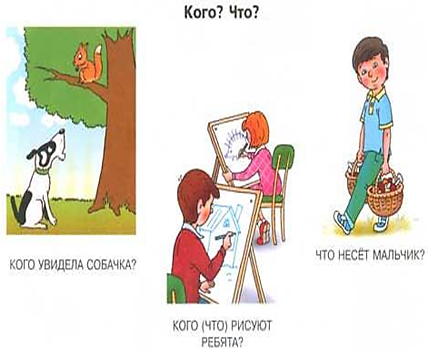 Кого? Что?
КОГО УВИДЕЛА СОБАЧКА?
ЧТО НЕСЁТ МАЛЬЧИК?
КОГО (ЧТО) РИСУЮТ
РЕБЯТА?